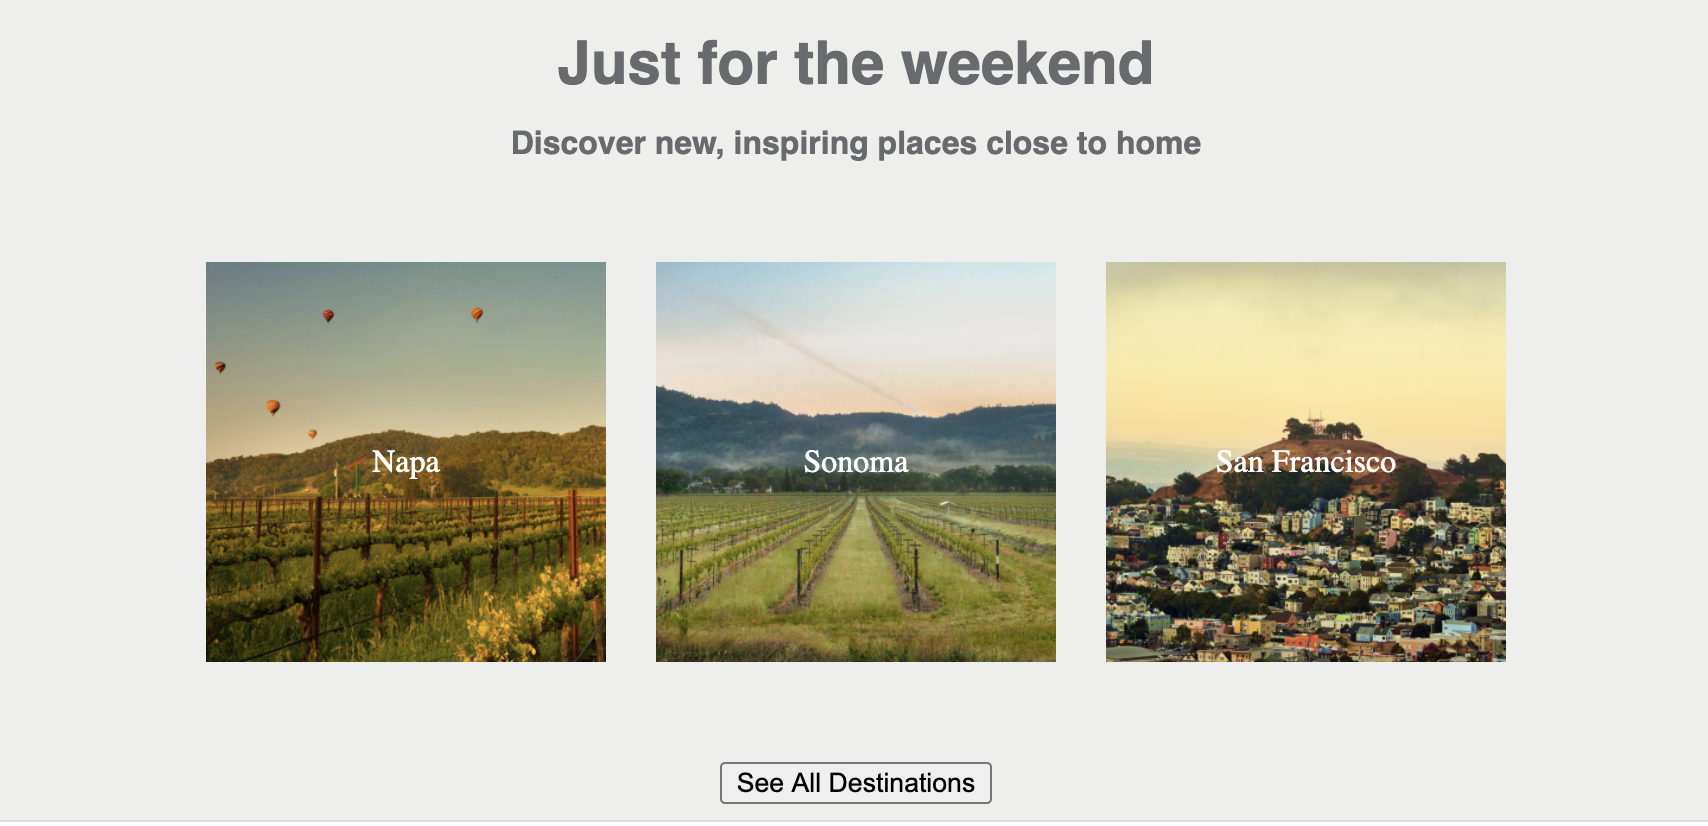 Just for the weekend
Discover new, inspiring places close to home
Napa
Sonoma
San Francisco
See All Destinations